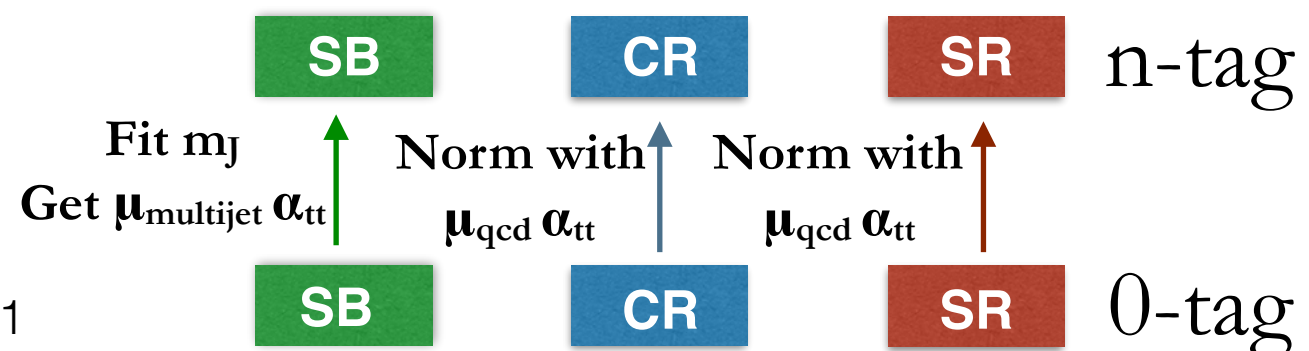 SB CR SR n-tag
Fit mJ
Get μmultijet αtt
Norm with
μqcd αtt
Norm with
μqcd αtt
SB CR SR 0-tag
1